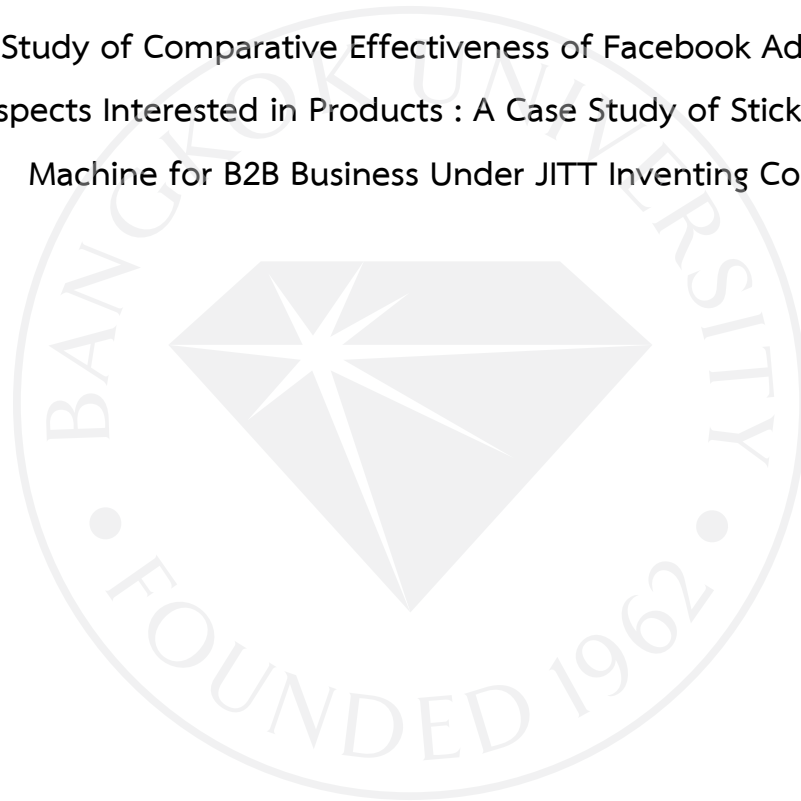 Study of Comparative Effectiveness of Facebook Ad
spects Interested in Products : A Case Study of Stick
Machine for B2B Business Under JITT Inventing Co
BANGKOK UNIVERSITY
FOUNDED 1962